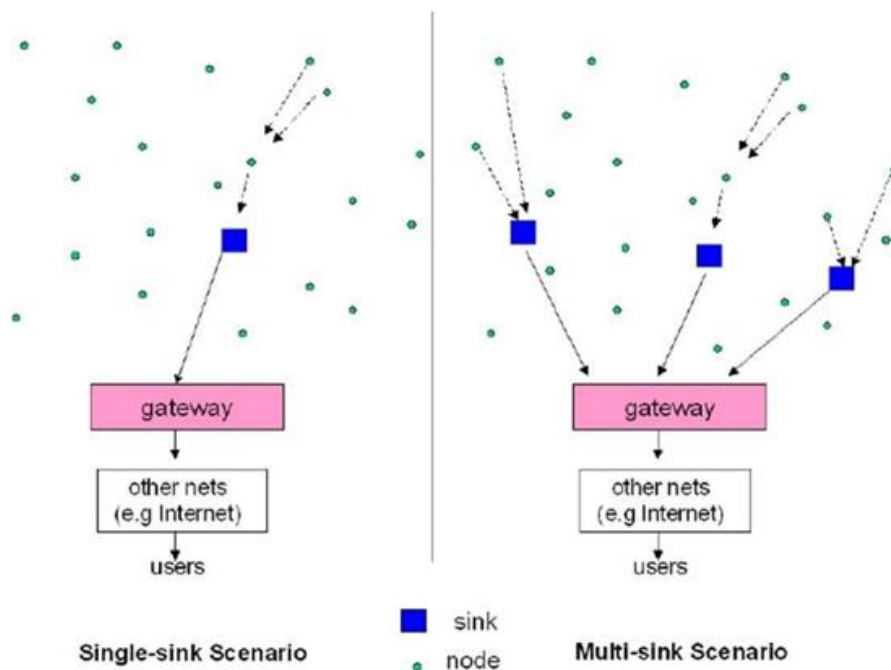 gateway
other nets
(e.g Internet)
users
gateway
other nets
(e.g Internet)
users
sink
node
Single-sink Scenario
Multi-sink Scenario